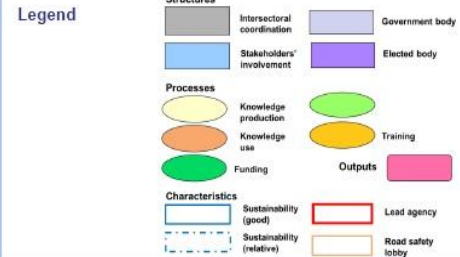 Structures
Legend
Intersectoral
coordination
Government body
Stakeholders'
involvement
Elected body
Processes
Knowledge
production
Knowledge
use
Training
Funding
Outputs
Characteristics
Sustainability
(good)
Lead agency
Sustainability
(relative)
Road safety
lobby